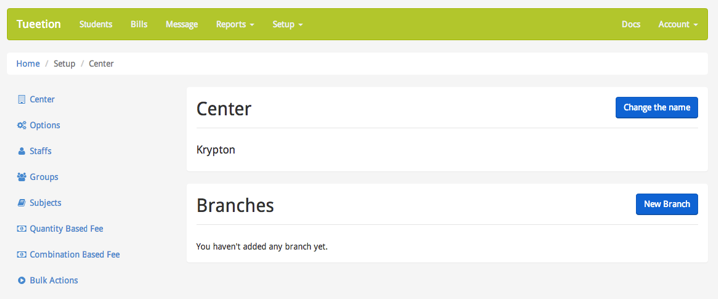 Tueetion Students Bills Message Reports Setup Docs Account
Home / Setup / Center
Center
Options
Staffs
Groups
Subjects
Quantity Based Fee
Combination Based Fee
Bulk Actions
Center Change the name
Krypton
Branches New Branch
You haven't added any branch yet.